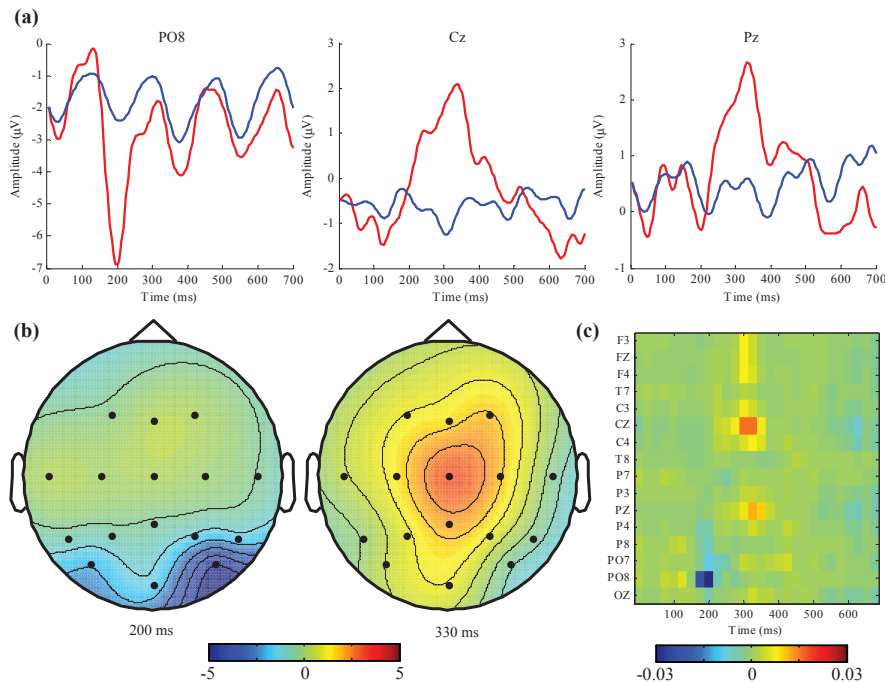 (a)
PO8
Cz
Pz
Amplitude (µV)
0
-1
-2
-3
-4
-5
-6
-7
0 100 200 300 400 500 600 700
Time (ms)
Amplitude (µV)
3
2
1
0
-1
-2
0 100 200 300 400 500 600 700
Time (ms)
Amplitude (µV)
3
2
1
0
-1
0 100 200 300 400 500 600 700
Time (ms)
(b)
200 ms
330 ms
-5 0 5
(c)
F3
FZ
F4
T7
C3
CZ
C4
T8
P7
P3
PZ
P4
P8
PO7
PO8
OZ
100 200 300 400 500 600
Time (ms)
-0.03 0 0.03